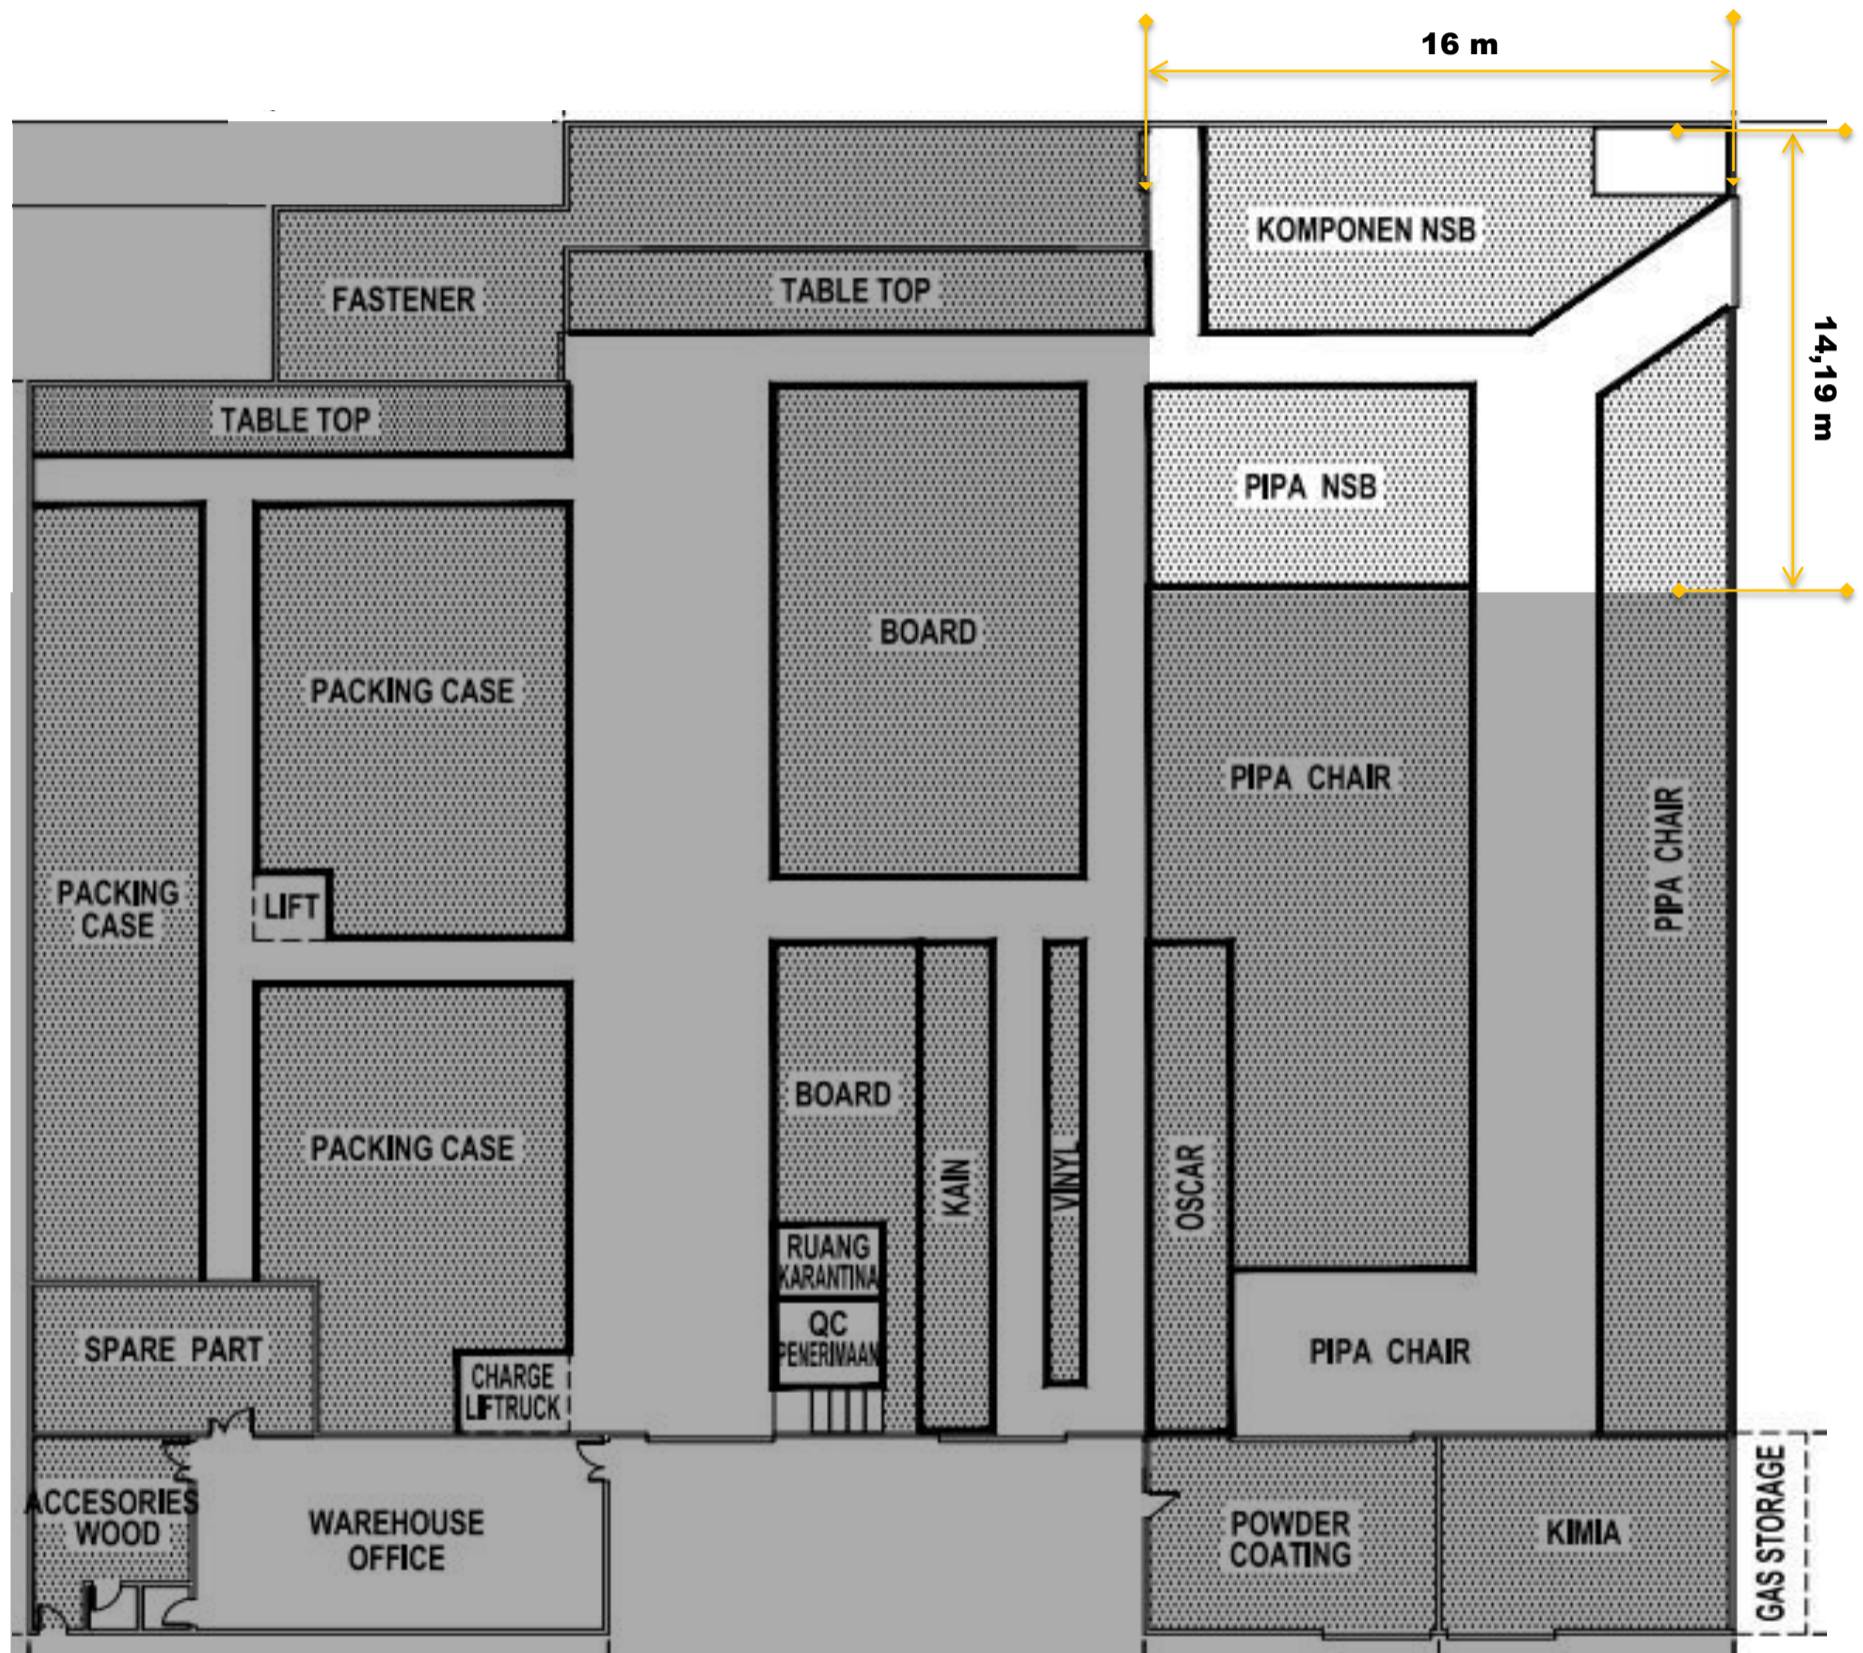 16 m
KOMPONEN NSB
14,19 m
FASTENER
TABLE TOP
TABLE TOP
PIPA NSB
BOARD
PACKING CASE
PIPA CHAIR
PIPA CHAIR
PACKING
CASE
LIFT
BOARD
PACKING CASE
KAIN
VINYL
OSCAR
RUANG
KARANTINA
QC
PENERIMAAN
SPARE PART
PIPA CHAIR
CHARGE
LIFTRUCK
ACCESORIES
WOOD
WAREHOUSE
OFFICE
POWDER
COATING
KIMIA
GAS STORAGE